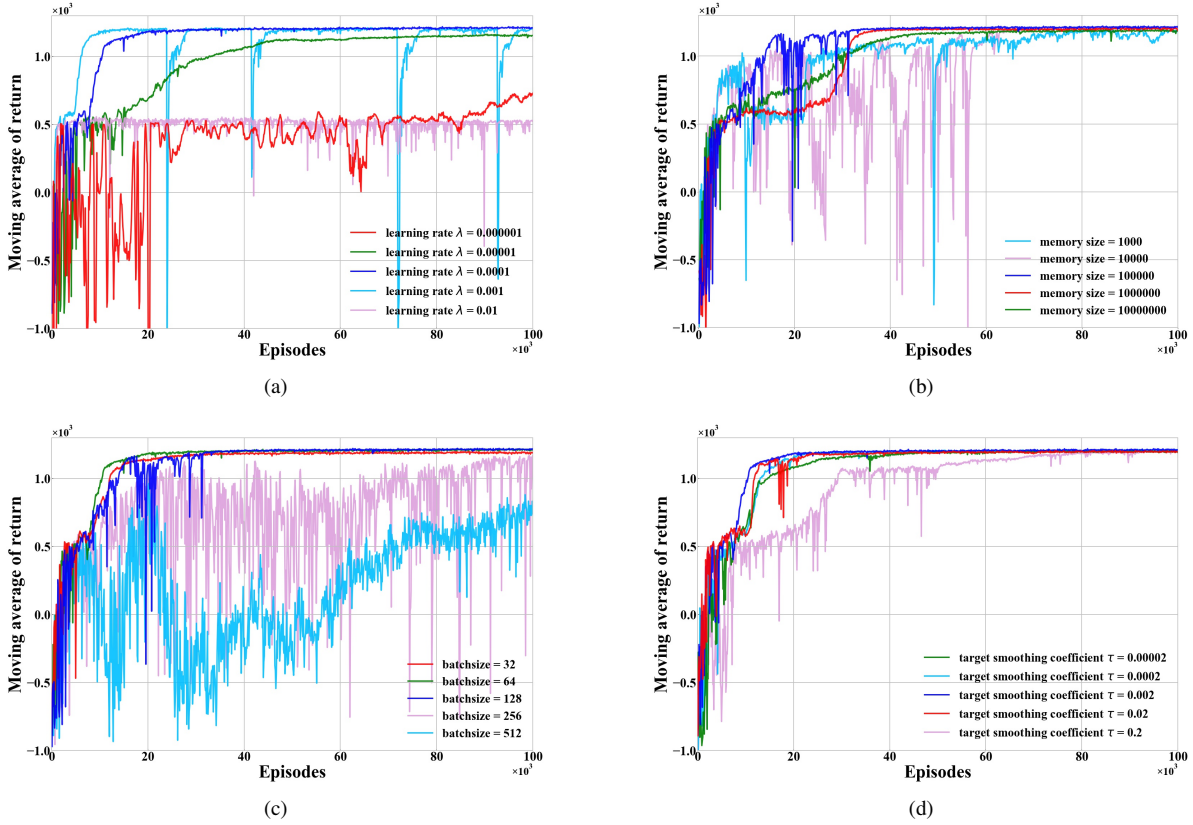 ×10³
Moving average of return
1.0
0.5
0.0
−0.5
−1.0
learning rate λ = 0.000001
learning rate λ = 0.00001
learning rate λ = 0.0001
learning rate λ = 0.001
learning rate λ = 0.01
0 20 40 60 80 100
Episodes
×10³
(a)
×10³
Moving average of return
1.0
0.5
0.0
−0.5
−1.0
memory size = 1000
memory size = 10000
memory size = 100000
memory size = 1000000
memory size = 10000000
0 20 40 60 80 100
Episodes
×10³
(b)
×10³
Moving average of return
1.0
0.5
0.0
−0.5
−1.0
batchsize = 32
batchsize = 64
batchsize = 128
batchsize = 256
batchsize = 512
0 20 40 60 80 100
Episodes
×10³
(c)
×10³
Moving average of return
1.0
0.5
0.0
−0.5
−1.0
target smoothing coefficient τ = 0.00002
target smoothing coefficient τ = 0.0002
target smoothing coefficient τ = 0.002
target smoothing coefficient τ = 0.02
target smoothing coefficient τ = 0.2
0 20 40 60 80 100
Episodes
×10³
(d)